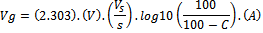 Vg = (2.303).(V).(Vs/s).log10(100/(100 − C)).(A)